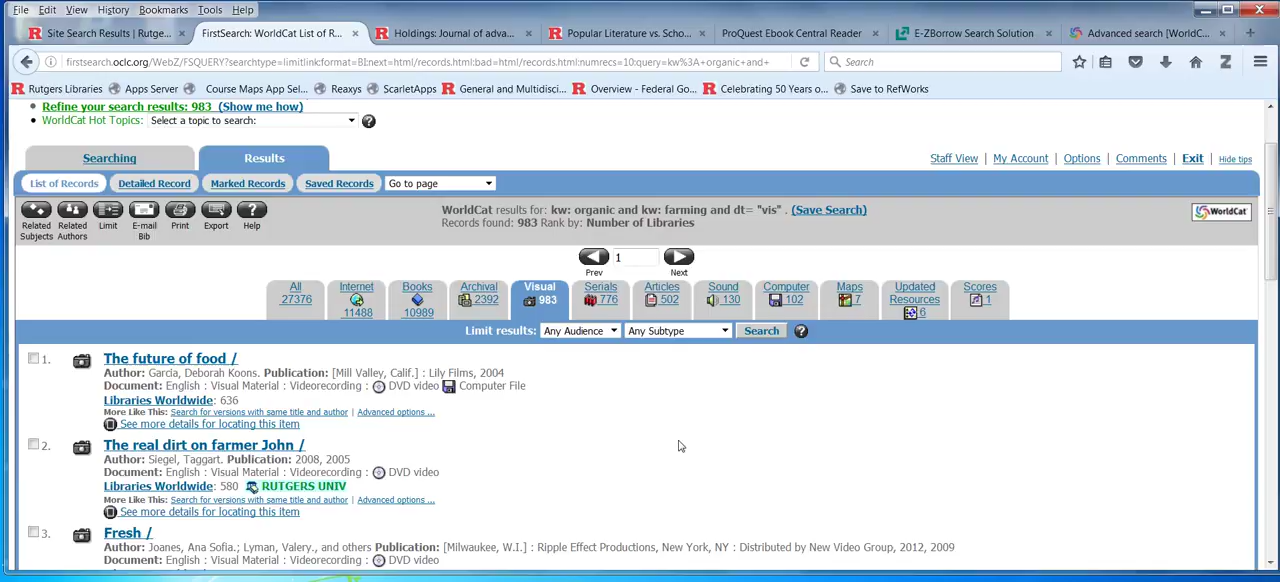 File Edit View History Bookmarks Tools Help
Site Search Results | Rutge... FirstSearch: WorldCat List of R... Holdings: Journal of adva... Popular Literature vs. Scho... ProQuest Ebook Central Reader E-ZBorrow Search Solution Advanced search [WorldC...
firstsearch.oclc.org/WebZ/FSQUERY?searchtype=limitlink:format=BI:next=html/records.html:bad=html/records.html:numrecs=10:query=kw%3A+organic+and+ Search
Rutgers Libraries Apps Server Course Maps App Sel... Reaxys ScarletApps General and Multidisci... Overview - Federal Go... Celebrating 50 Years o... Save to RefWorks
Refine your search results: 983 (Show me how)
WorldCat Hot Topics: Select a topic to search:
Searching Results Staff View | My Account | Options | Comments | Exit | Hide tips
List of Records Detailed Record Marked Records Saved Records Go to page
Related Subjects Related Authors Limit E-mail Bib Print Export Help
WorldCat results for: kw: organic and kw: farming and dt= "vis" . (Save Search)
Records found: 983 Rank by: Number of Libraries
WorldCat
1
Prev Next
All 27376 Internet 11488 Books 10989 Archival 2392 Visual 983 Serials 776 Articles 502 Sound 130 Computer 102 Maps 7 Updated Resources 6 Scores 1
Limit results: Any Audience Any Subtype Search
1. The future of food /
Author: Garcia, Deborah Koons. Publication: [Mill Valley, Calif.] : Lily Films, 2004
Document: English : Visual Material : Videorecording : DVD video Computer File
Libraries Worldwide: 636
More Like This: Search for versions with same title and author | Advanced options ...
See more details for locating this item
2. The real dirt on farmer John /
Author: Siegel, Taggart. Publication: 2008, 2005
Document: English : Visual Material : Videorecording : DVD video
Libraries Worldwide: 580 RUTGERS UNIV
More Like This: Search for versions with same title and author | Advanced options ...
See more details for locating this item
3. Fresh /
Author: Joanes, Ana Sofia.; Lyman, Valery., and others Publication: [Milwaukee, W.I.] : Ripple Effect Productions, New York, NY : Distributed by New Video Group, 2012, 2009
Document: English : Visual Material : Videorecording : DVD video